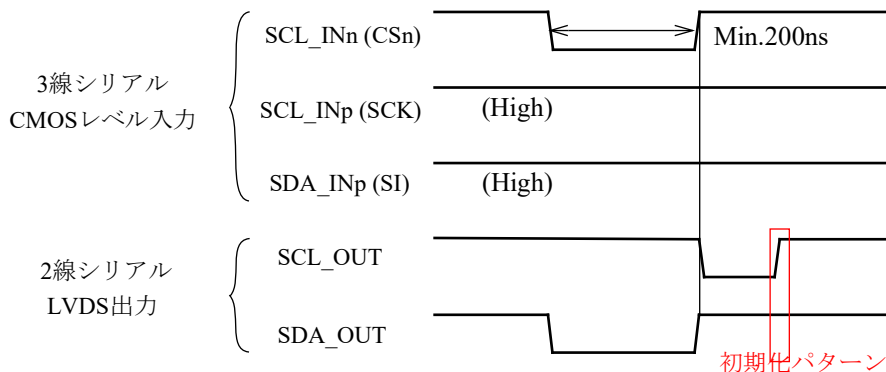 SCL_INn (CSn)
Min.200ns
3線シリアル
CMOSレベル入力
SCL_INp (SCK)
(High)
SDA_INp (SI)
(High)
SCL_OUT
2線シリアル
LVDS出力
SDA_OUT
初期化パターン